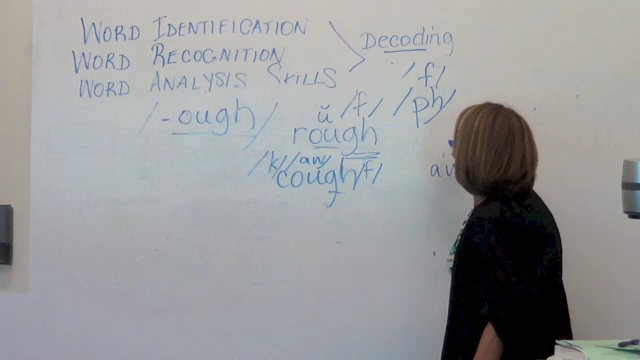 WORD IDENTIFICATION
WORD RECOGNITION
WORD ANALYSIS SKILLS
Decoding
/f/
/-ough/
ŭ /f/ /ph/
rough
/k/ /aw/
cough /f/